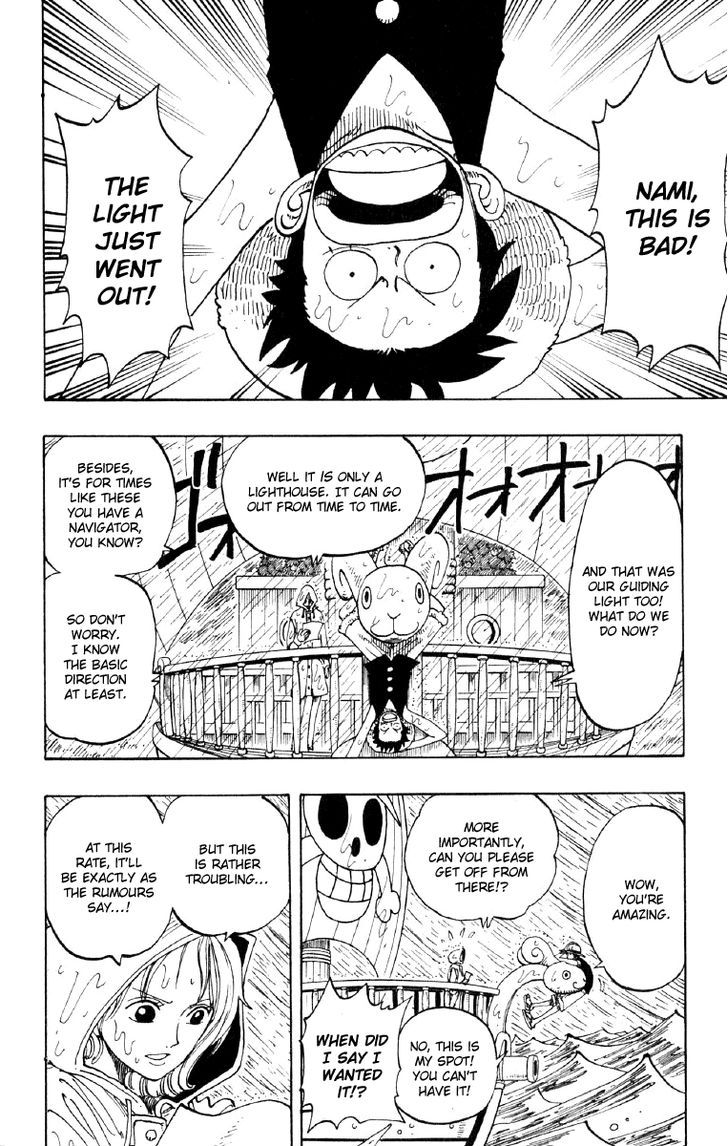 NAMI,
THIS IS
BAD!
THE
LIGHT
JUST
WENT
OUT!
AND THAT WAS
OUR GUIDING
LIGHT TOO!
WHAT DO WE
DO NOW?
WELL IT IS ONLY A
LIGHTHOUSE. IT CAN GO
OUT FROM TIME TO TIME.
BESIDES,
IT'S FOR TIMES
LIKE THESE
YOU HAVE A
NAVIGATOR,
YOU KNOW?
SO DON'T
WORRY.
I KNOW
THE BASIC
DIRECTION
AT LEAST.
ゴオオオオ
WOW,
YOU'RE
AMAZING.
MORE
IMPORTANTLY,
CAN YOU PLEASE
GET OFF FROM
THERE!?
NO, THIS IS
MY SPOT!
YOU CAN'T
HAVE IT!
WHEN DID
I SAY I
WANTED
IT!?
BUT THIS
IS RATHER
TROUBLING...
AT THIS
RATE, IT'LL
BE EXACTLY AS
THE RUMOURS
SAY...!